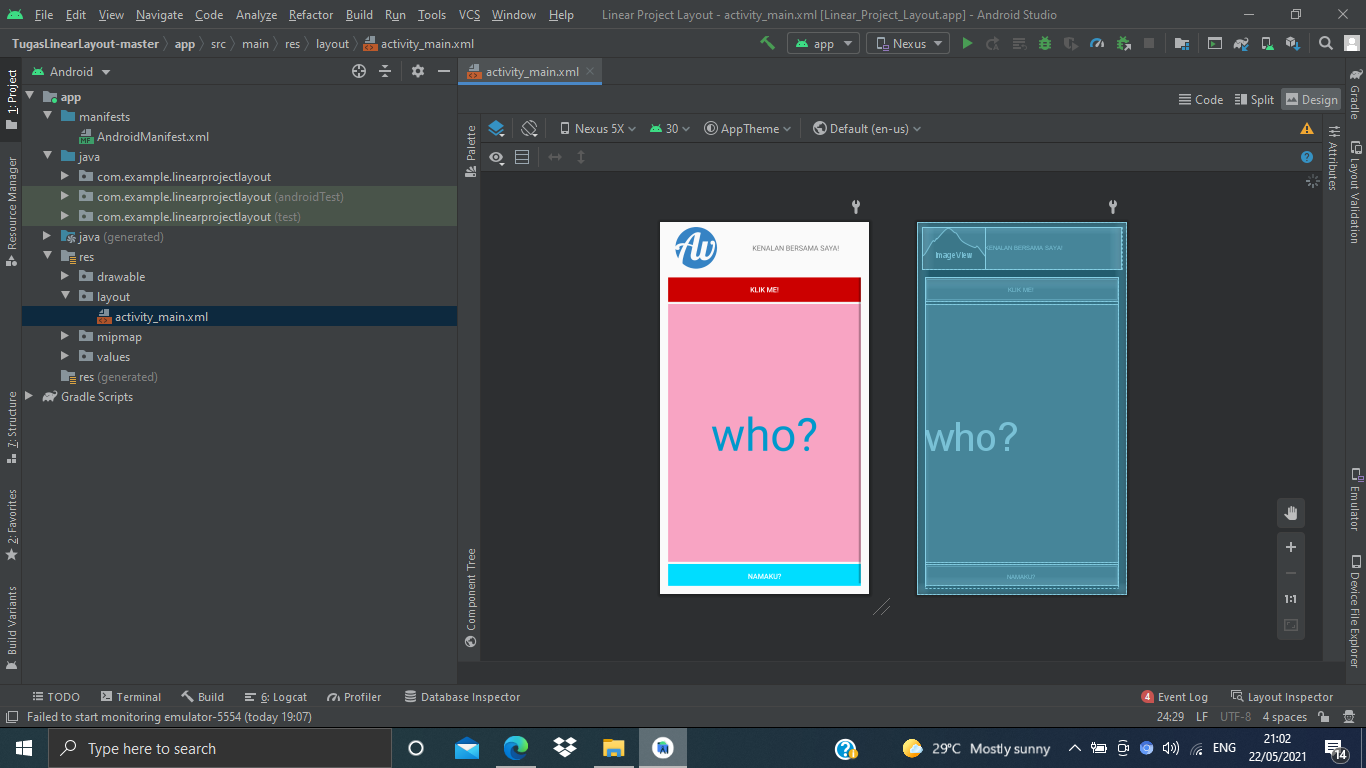 File Edit View Navigate Code Analyze Refactor Build Run Tools VCS Window Help Linear Project Layout - activity_main.xml [Linear_Project_Layout.app] - Android Studio
TugasLinearLayout-master app src main res layout activity_main.xml app Nexus
Android
activity_main.xml
Code Split Design
1: Project
Resource Manager
7: Structure
2: Favorites
Build Variants
app
manifests
AndroidManifest.xml
java
com.example.linearprojectlayout
com.example.linearprojectlayout (androidTest)
com.example.linearprojectlayout (test)
java (generated)
res
drawable
layout
activity_main.xml
mipmap
values
res (generated)
Gradle Scripts
Palette
Component Tree
Nexus 5X 30 AppTheme Default (en-us)
Av
KENALAN BERSAMA SAYA!
KLIK ME!
who?
NAMAKU?
ImageView
KENALAN BERSAMA SAYA!
KLIK ME!
who?
NAMAKU?
1:1
Attributes
Gradle
Layout Validation
Emulator
Device File Explorer
TODO Terminal Build 6: Logcat Profiler Database Inspector 4 Event Log Layout Inspector
Failed to start monitoring emulator-5554 (today 19:07) 24:29 LF UTF-8 4 spaces
Type here to search
29°C Mostly sunny ENG
21:02
22/05/2021
14